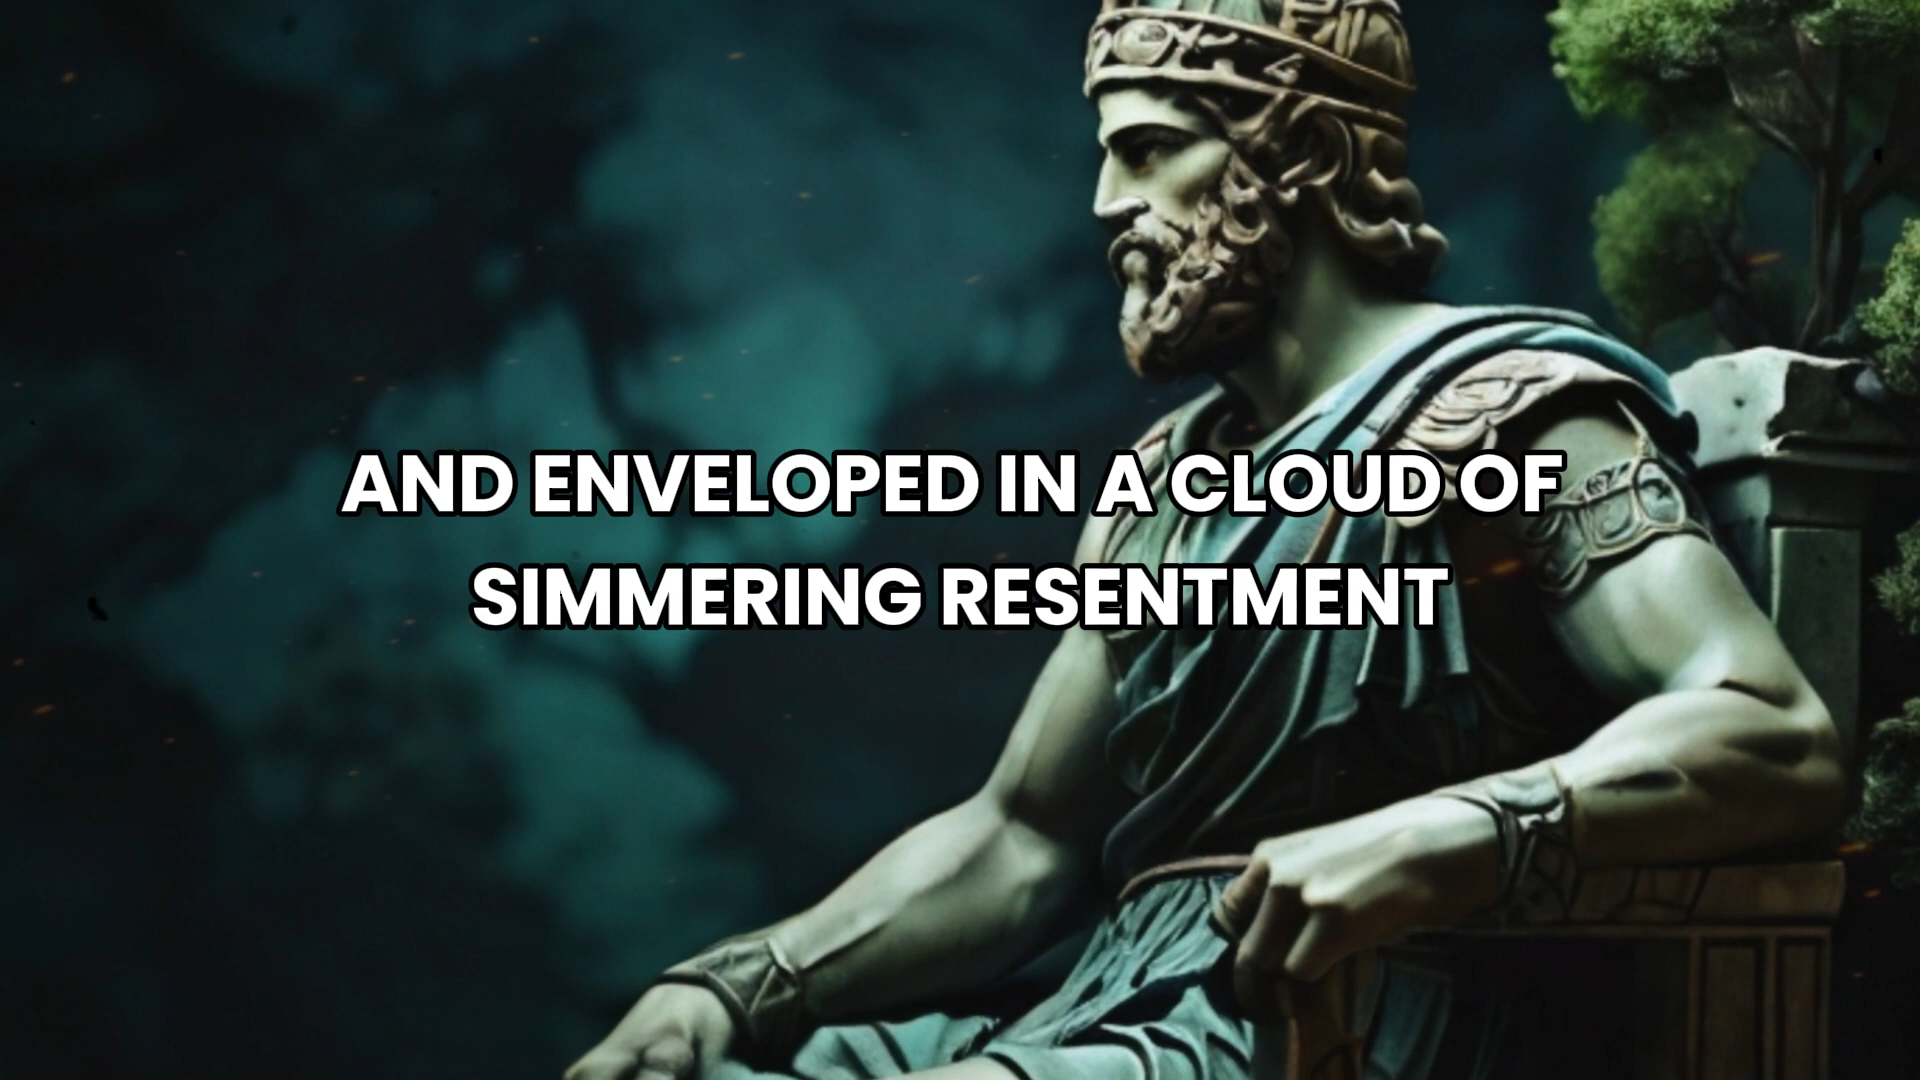 AND ENVELOPED IN A CLOUD OF
SIMMERING RESENTMENT